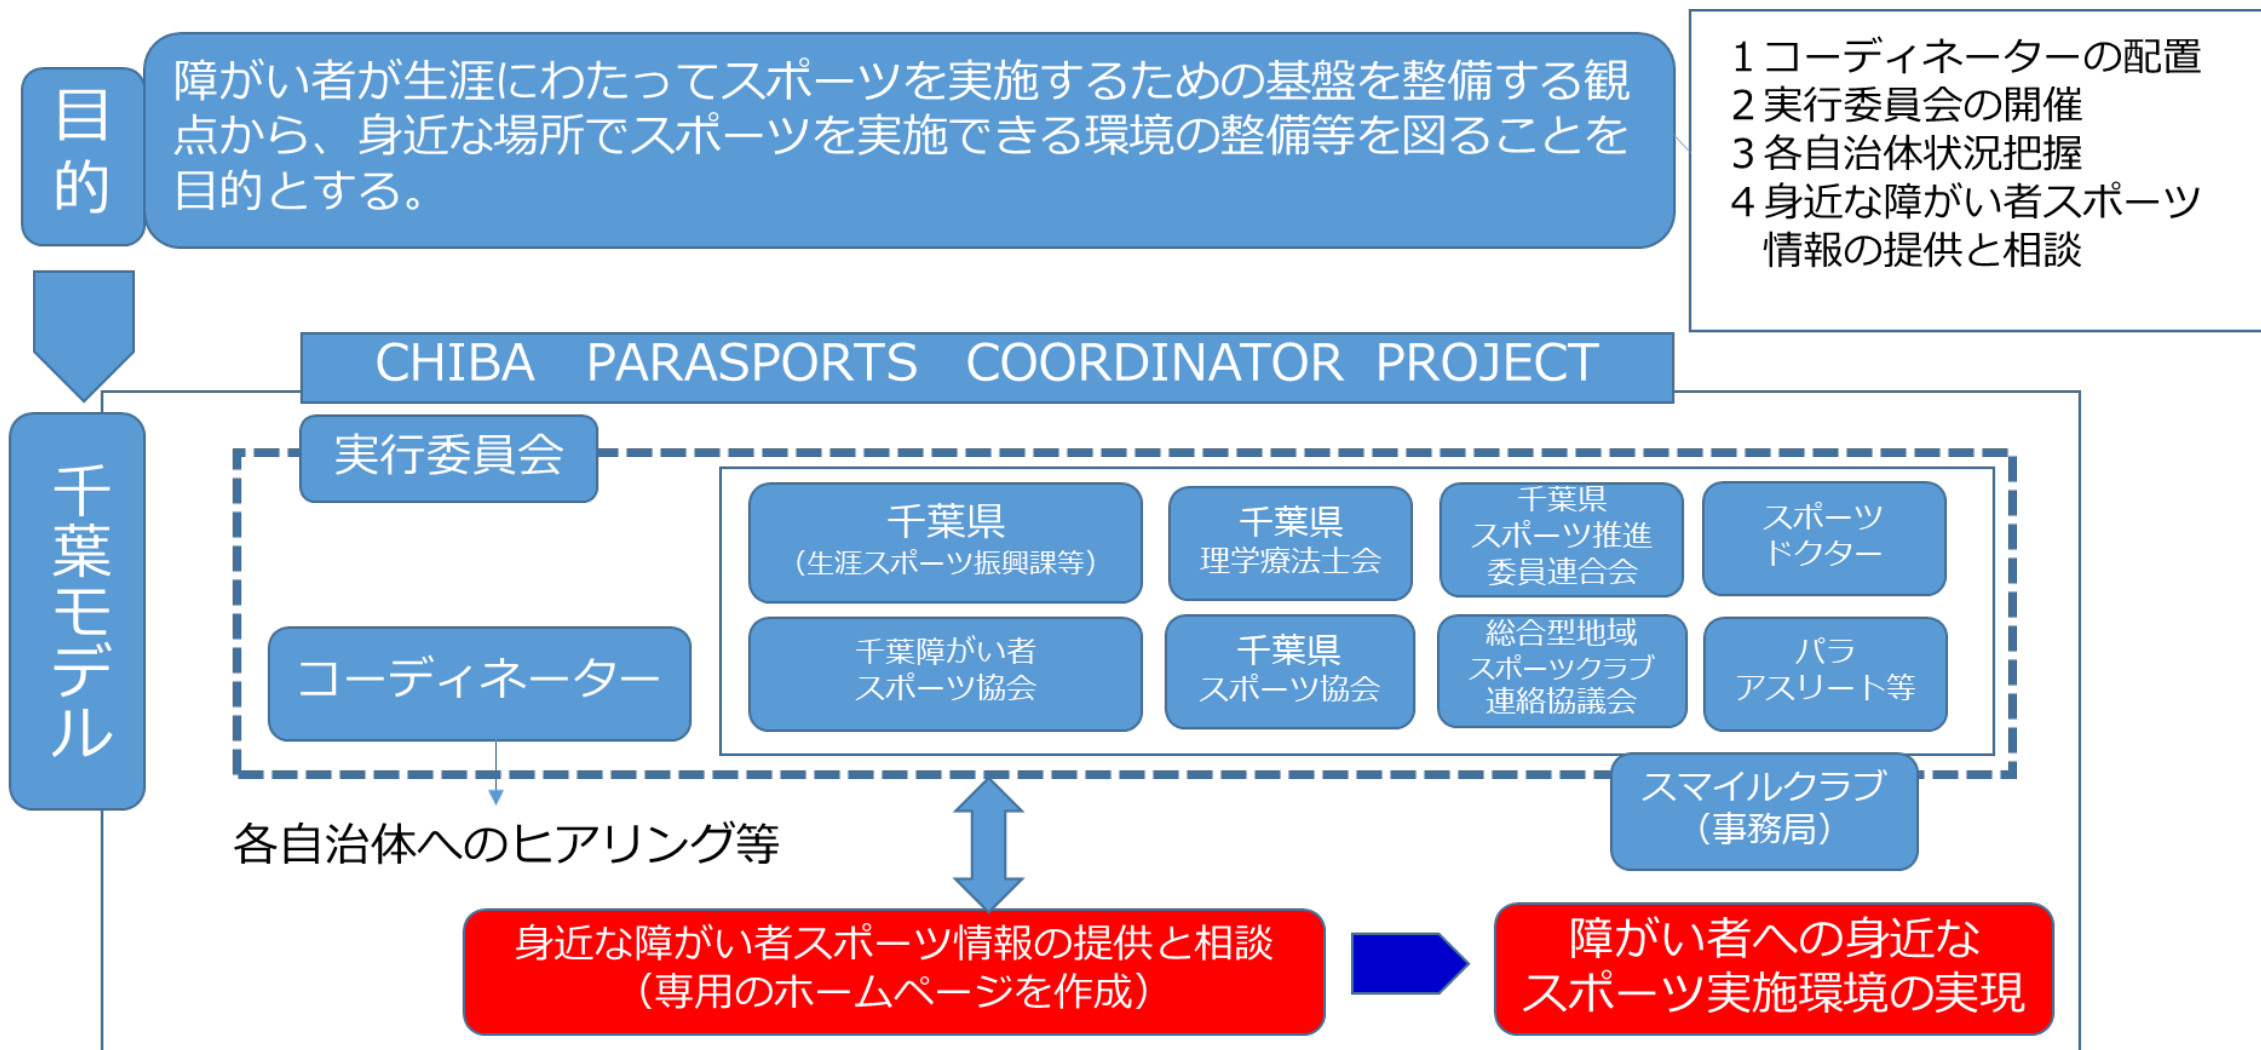 目的
障がい者が生涯にわたってスポーツを実施するための基盤を整備する観
点から、身近な場所でスポーツを実施できる環境の整備等を図ることを
目的とする。
１コーディネーターの配置
２実行委員会の開催
３各自治体状況把握
４身近な障がい者スポーツ
情報の提供と相談
CHIBA PARASPORTS COORDINATOR PROJECT
千葉モデル
実行委員会
千葉県
（生涯スポーツ振興課等）
千葉県
理学療法士会
千葉県
スポーツ推進
委員連合会
スポーツ
ドクター
コーディネーター
千葉障がい者
スポーツ協会
千葉県
スポーツ協会
総合型地域
スポーツクラブ
連絡協議会
パラ
アスリート等
スマイルクラブ
（事務局）
各自治体へのヒアリング等
身近な障がい者スポーツ情報の提供と相談
（専用のホームページを作成）
障がい者への身近な
スポーツ実施環境の実現